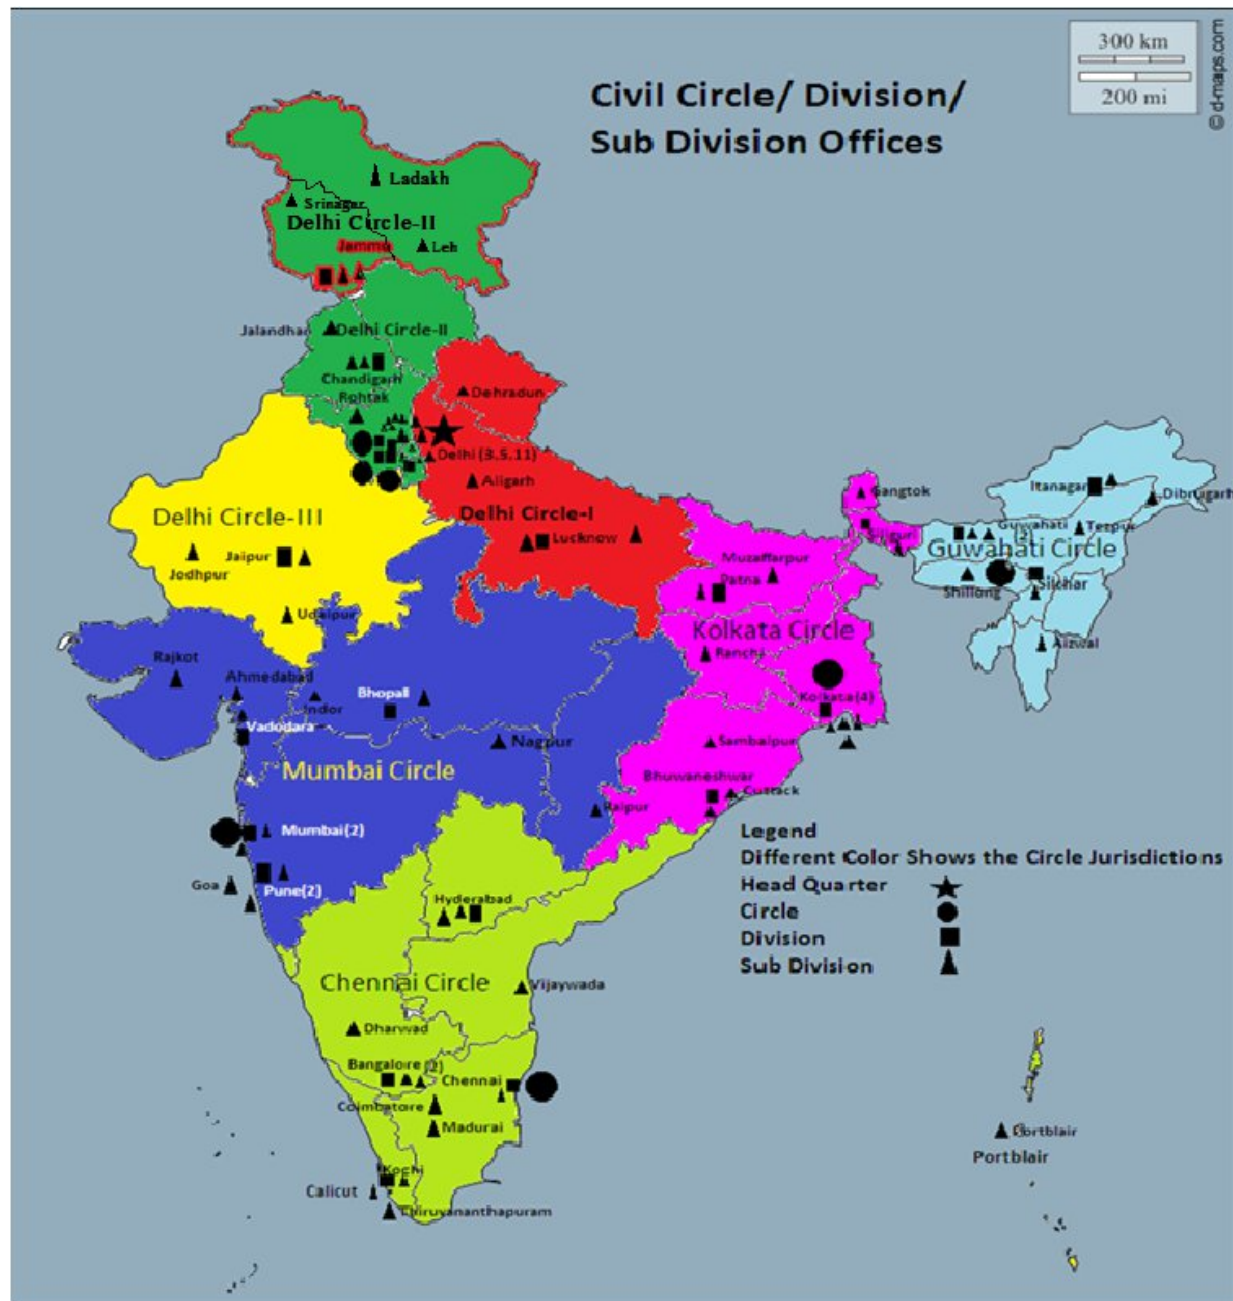 300 km
200 mi
© d-maps.com
Civil Circle/ Division/
Sub Division Offices
Ladakh
Srinagar
Delhi Circle-II
Jammu
Leh
Jalandhar
Delhi Circle-II
Chandigarh
Rohtak
Dehradun
Delhi (3,5,11)
Aligarh
Delhi Circle-I
Lucknow
Delhi Circle-III
Jaipur
Jodhpur
Udaipur
Gangtok
Siliguri
Muzaffarpur
Patna
Kolkata Circle
Ranchi
Kolkata(4)
Sambalpur
Bhuwaneshwar
Cuttack
Itanagar
Dibrugarh
Guwahati
Tezpur
Guwahati Circle
Shillong
Silchar
Aizwal
Rajkot
Ahmedabad
Indor
Bhopall
Vadodara
Nagpur
Mumbai Circle
Raipur
Mumbai(2)
Goa
Pune(2)
Legend
Different Color Shows the Circle Jurisdictions
Head Quarter
Circle
Division
Sub Division
Hyderabad
Chennai Circle
Vijaywada
Dharwad
Bangalore (2)
Chennai
Coimbatore
Madurai
Kochi
Calicut
Thiruvananthapuram
Portblair
Portblair